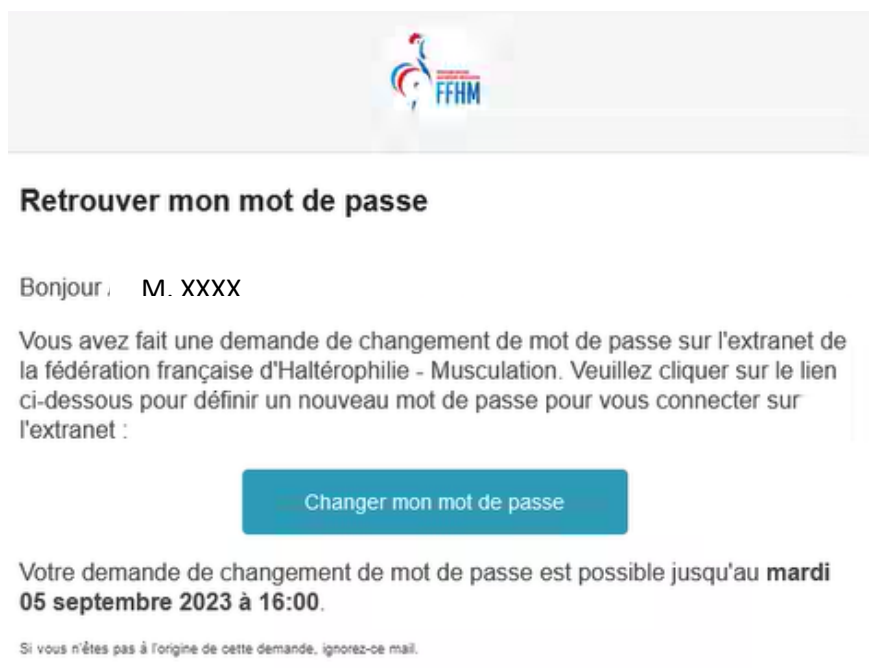 FFHM
Retrouver mon mot de passe
Bonjour M. XXXX
Vous avez fait une demande de changement de mot de passe sur l'extranet de
la fédération française d'Haltérophilie - Musculation. Veuillez cliquer sur le lien
ci-dessous pour définir un nouveau mot de passe pour vous connecter sur
l'extranet :
Changer mon mot de passe
Votre demande de changement de mot de passe est possible jusqu'au mardi
05 septembre 2023 à 16:00.
Si vous n'êtes pas à l'origine de cette demande, ignorez-ce mail.